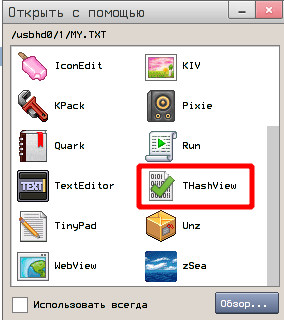 Открыть с помощью
/usbhd0/1/MY.TXT
IconEdit KIV
KPack Pixie
Quark Run
TextEditor THashView
TinyPad Unz
WebView zSea
Использовать всегда Обзор...